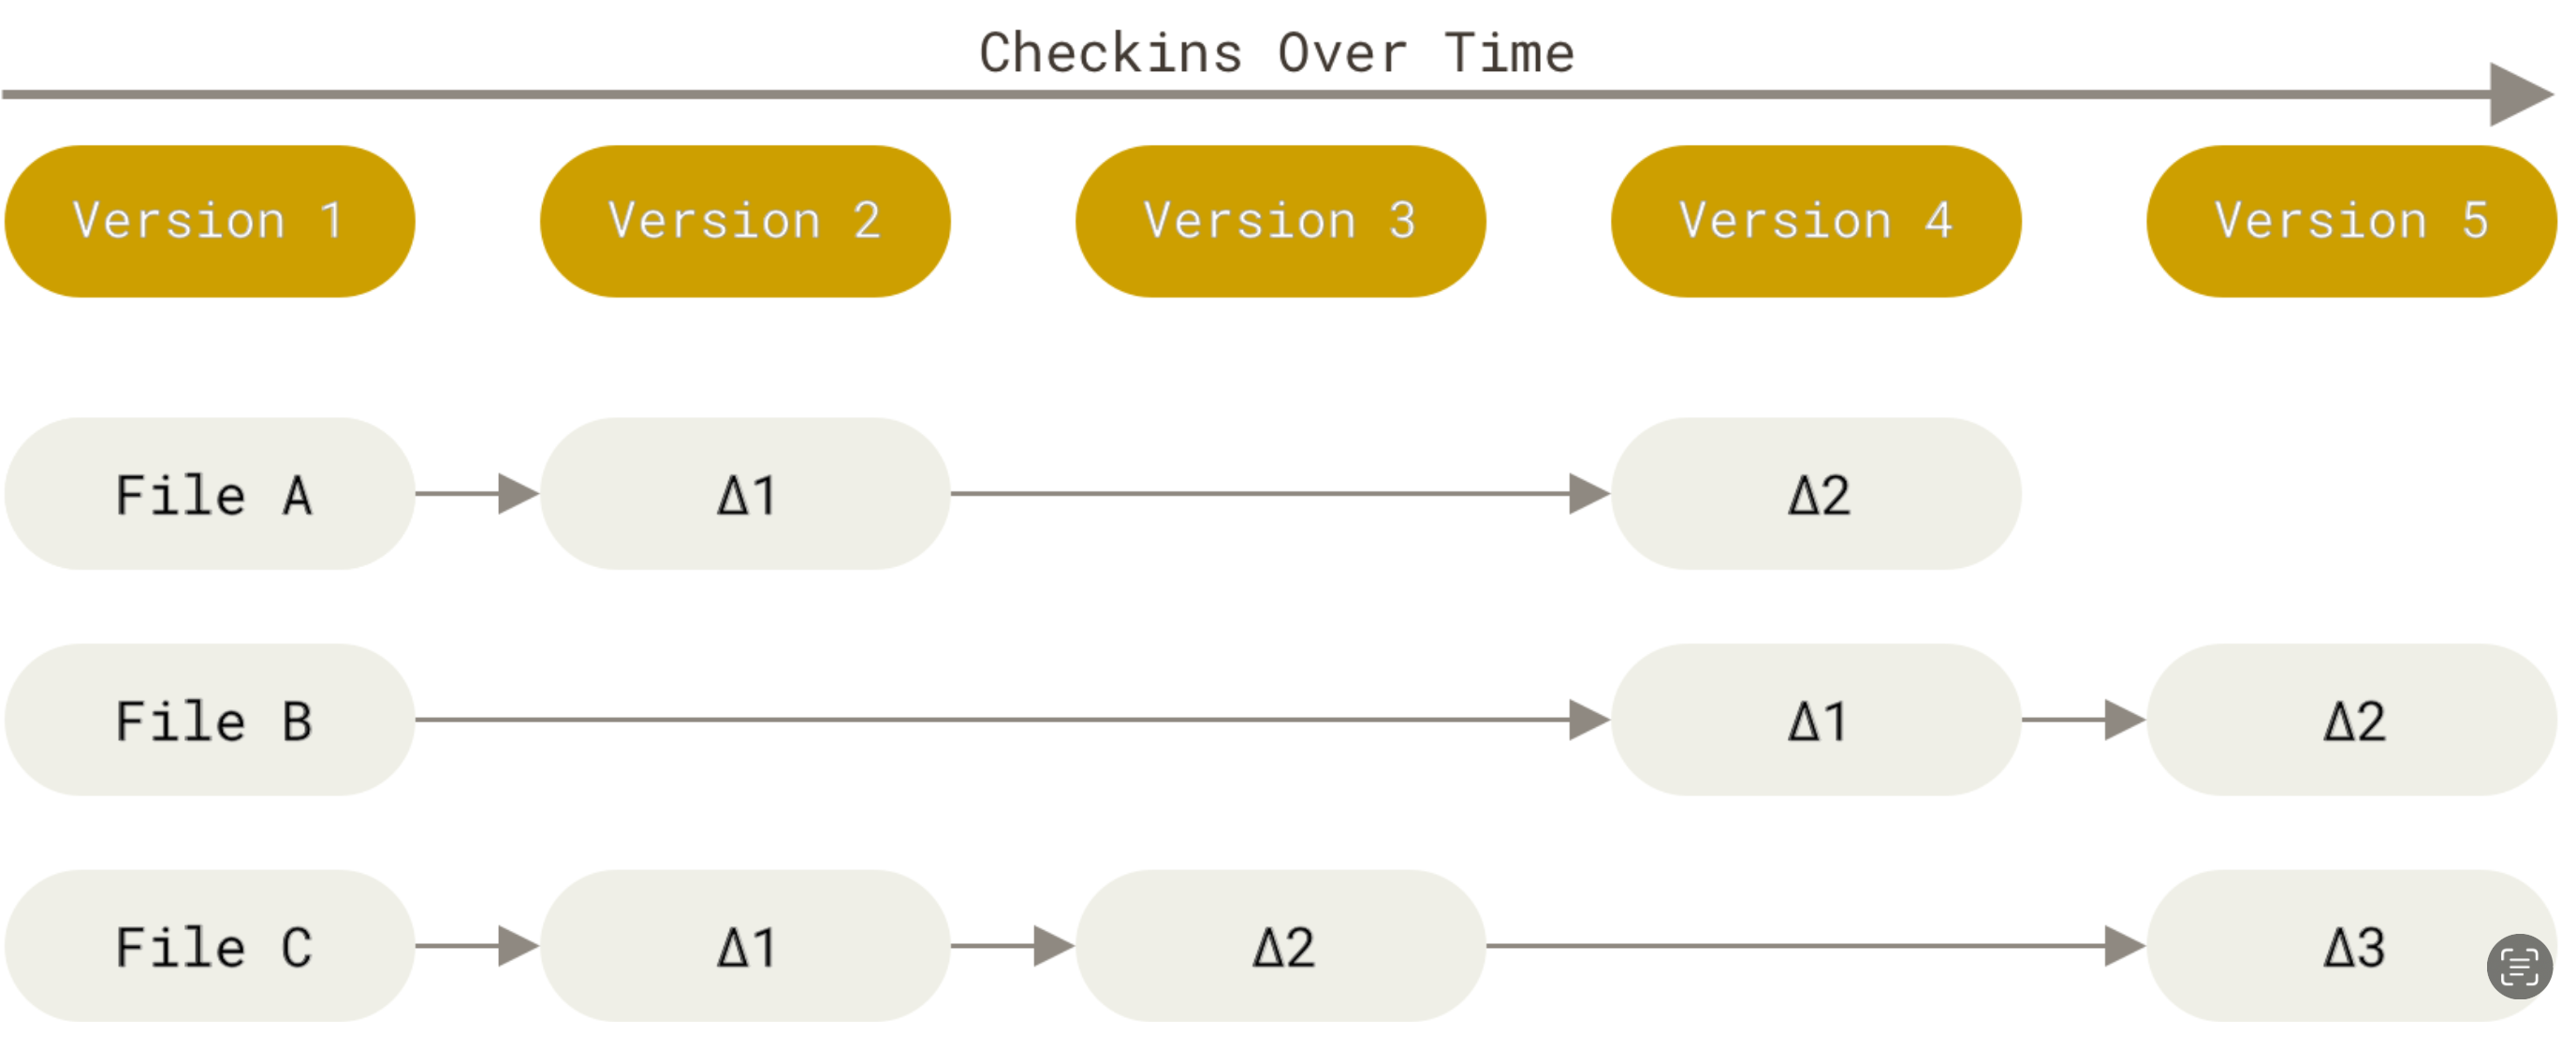 Checkins Over Time
Version 1 Version 2 Version 3 Version 4 Version 5
File A Δ1 Δ2
File B Δ1 Δ2
File C Δ1 Δ2 Δ3